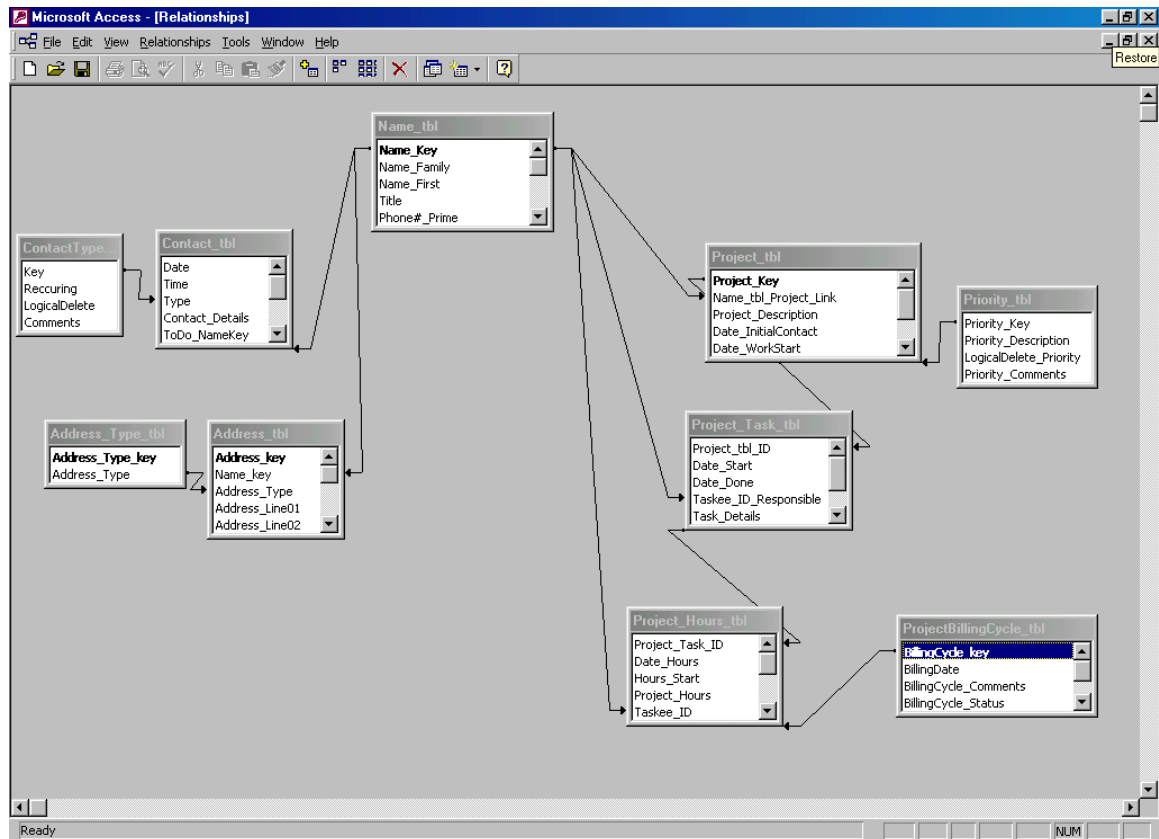 Microsoft Access - [Relationships]
File Edit View Relationships Tools Window Help
Restore
Name_tbl
Name_Key
Name_Family
Name_First
Title
Phone#_Prime
ContactType...
Key
Reccuring
LogicalDelete
Comments
Contact_tbl
Date
Time
Type
Contact_Details
ToDo_NameKey
Project_tbl
Project_Key
Name_tbl_Project_Link
Project_Description
Date_InitialContact
Date_WorkStart
Priority_tbl
Priority_Key
Priority_Description
LogicalDelete_Priority
Priority_Comments
Address_Type_tbl
Address_Type_key
Address_Type
Address_tbl
Address_key
Name_key
Address_Type
Address_Line01
Address_Line02
Project_Task_tbl
Project_tbl_ID
Date_Start
Date_Done
Taskee_ID_Responsible
Task_Details
Project_Hours_tbl
Project_Task_ID
Date_Hours
Hours_Start
Project_Hours
Taskee_ID
ProjectBillingCycle_tbl
BillingCycle_key
BillingDate
BillingCycle_Comments
BillingCycle_Status
Ready
NUM